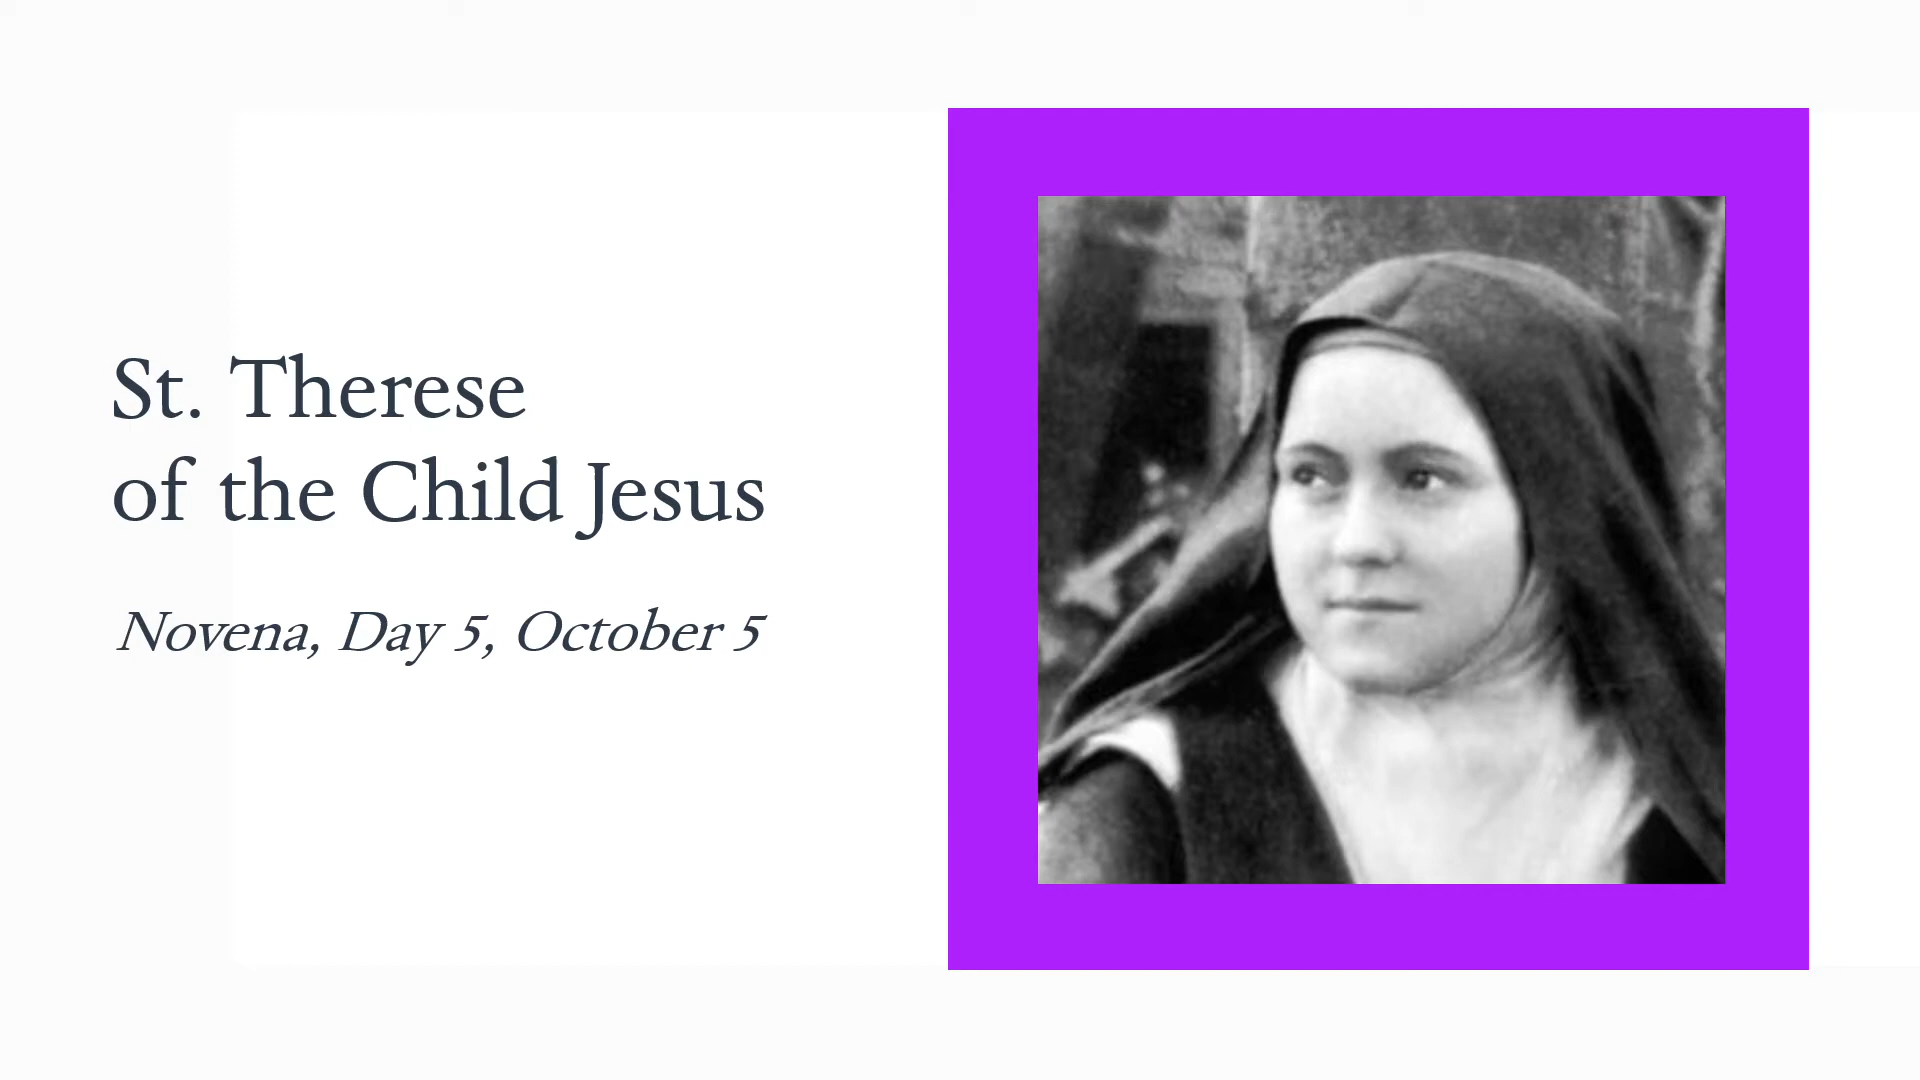 St. Therese
of the Child Jesus
Novena, Day 5, October 5